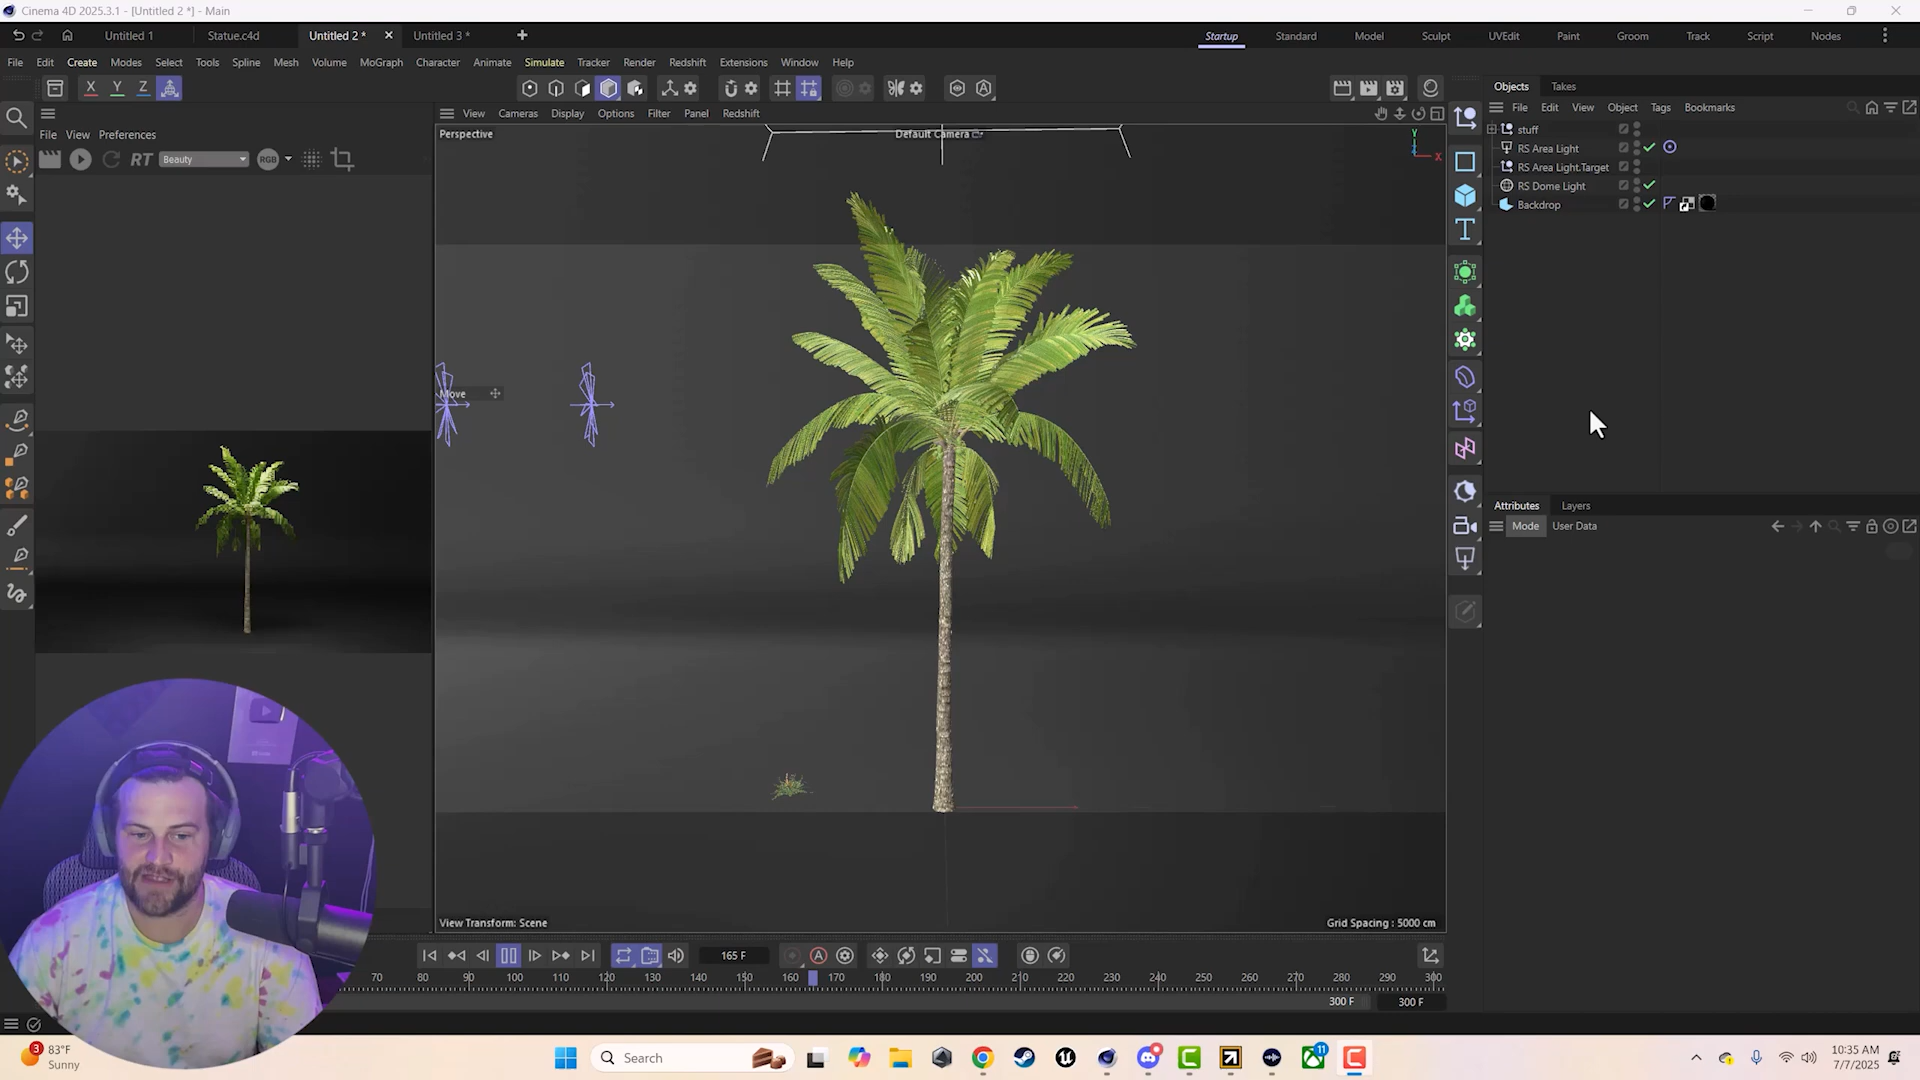 Cinema 4D 2025.3.1 - [Untitled 2 *] - Main
Untitled 1 Statue.c4d Untitled 2 * Untitled 3 * Startup Standard Model Sculpt UVEdit Paint Groom Track Script Nodes
File Edit Create Modes Select Tools Spline Mesh Volume MoGraph Character Animate Simulate Tracker Render Redshift Extensions Window Help
X Y Z
Objects Takes
File Edit View Object Tags Bookmarks
View Cameras Display Options Filter Panel Redshift
File View Preferences
Perspective
Default Camera
Y
X
RT Beauty RGB
stuff
RS Area Light
RS Area Light.Target
RS Dome Light
Backdrop
Move
Attributes Layers
Mode User Data
View Transform: Scene
Grid Spacing : 5000 cm
165 F
70 80 90 100 110 120 130 140 150 160 170 180 190 200 210 220 230 240 250 260 270 280 290 300
300 F 300 F
3
83°F
Sunny
Search
11
10:35 AM
7/7/2025